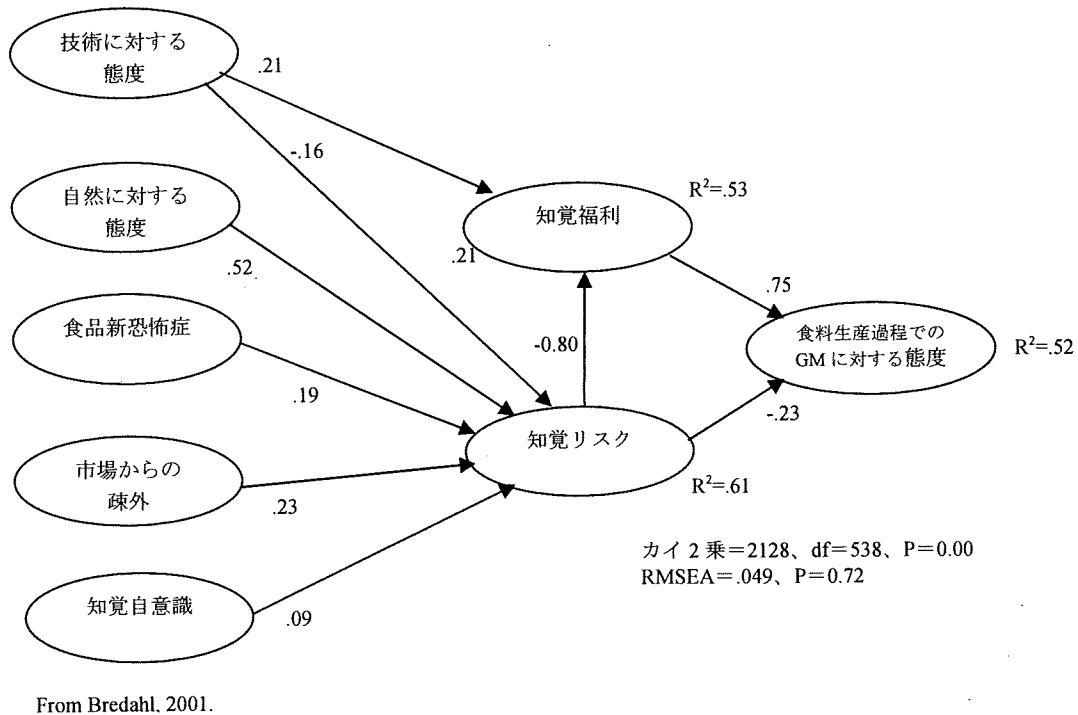 技術に対する
態度
.21
-.16
自然に対する
態度
.52
知覚福利
R²=.53
.21
.75
食品新恐怖症
.19
-0.80
食料生産過程での
GM に対する態度
R²=.52
-.23
知覚リスク
R²=.61
市場からの
疎外
.23
カイ 2 乗=2128、df=538、P=0.00
RMSEA=.049、P=0.72
知覚自意識
.09
From Bredahl, 2001.